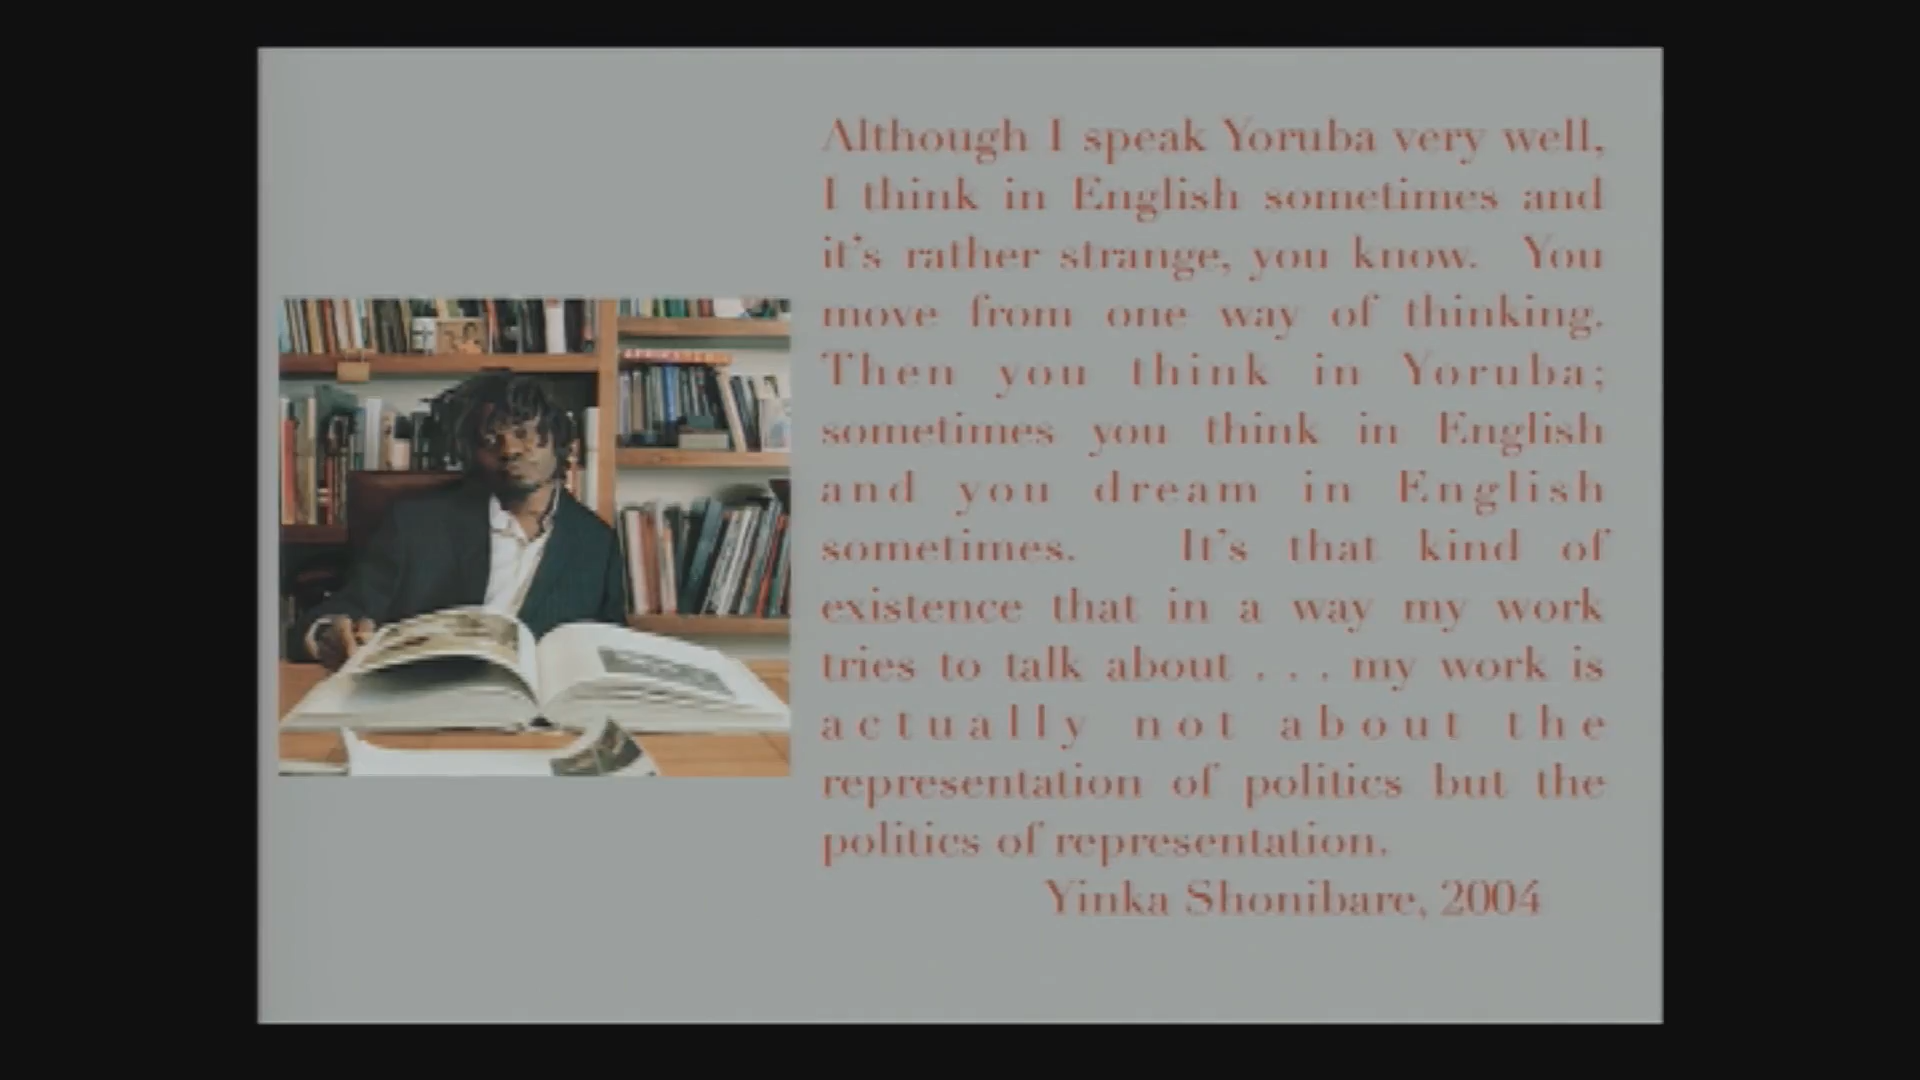 Although I speak Yoruba very well,
I think in English sometimes and
it's rather strange, you know. You
move from one way of thinking.
Then you think in Yoruba;
sometimes you think in English
and you dream in English
sometimes. It's that kind of
existence that in a way my work
tries to talk about . . . my work is
actually not about the
representation of politics but the
politics of representation.
Yinka Shonibare, 2004